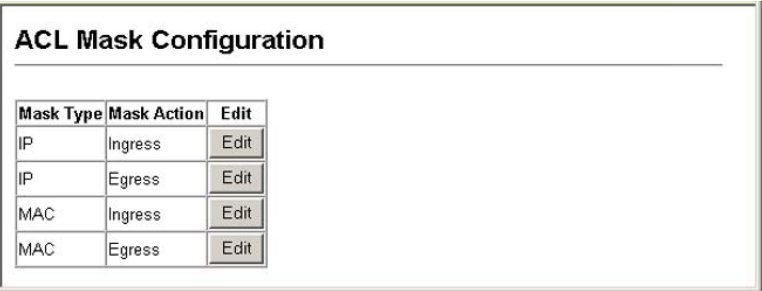 ACL Mask Configuration
Mask Type Mask Action Edit
IP Ingress Edit
IP Egress Edit
MAC Ingress Edit
MAC Egress Edit